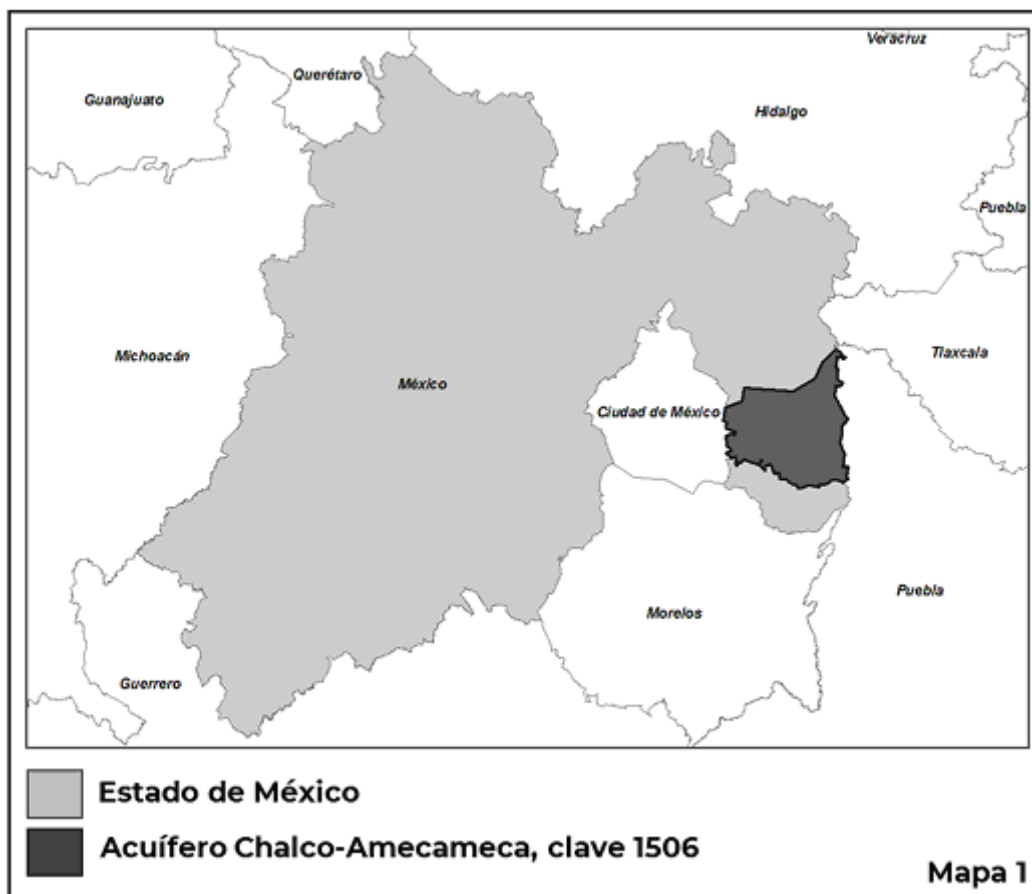 Veracruz
Querétaro
Guanajuato
Hidalgo
Puebla
Michoacán
Tlaxcala
México
Ciudad de México
Puebla
Morelos
Guerrero
Estado de México
Acuífero Chalco-Amecameca, clave 1506
Mapa 1